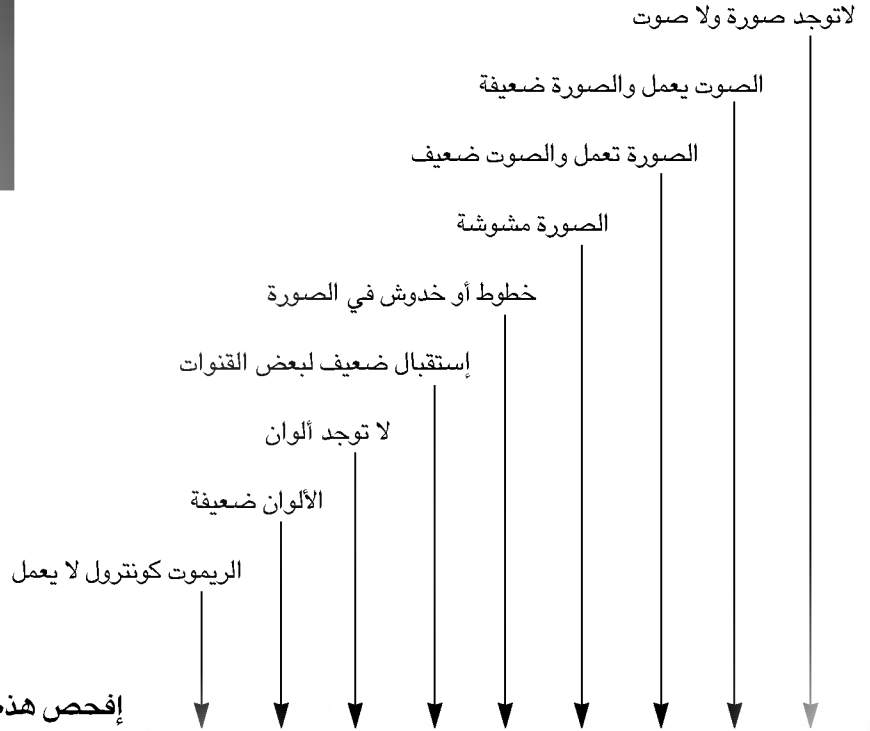 لاتوجد صورة ولا صوت
الصوت يعمل والصورة ضعيفة
الصورة تعمل والصوت ضعيف
الصورة مشوشة
خطوط أو خدوش في الصورة
إستقبال ضعيف لبعض القنوات
لا توجد ألوان
الألوان ضعيفة
الريموت كونترول لا يعمل
إفحص